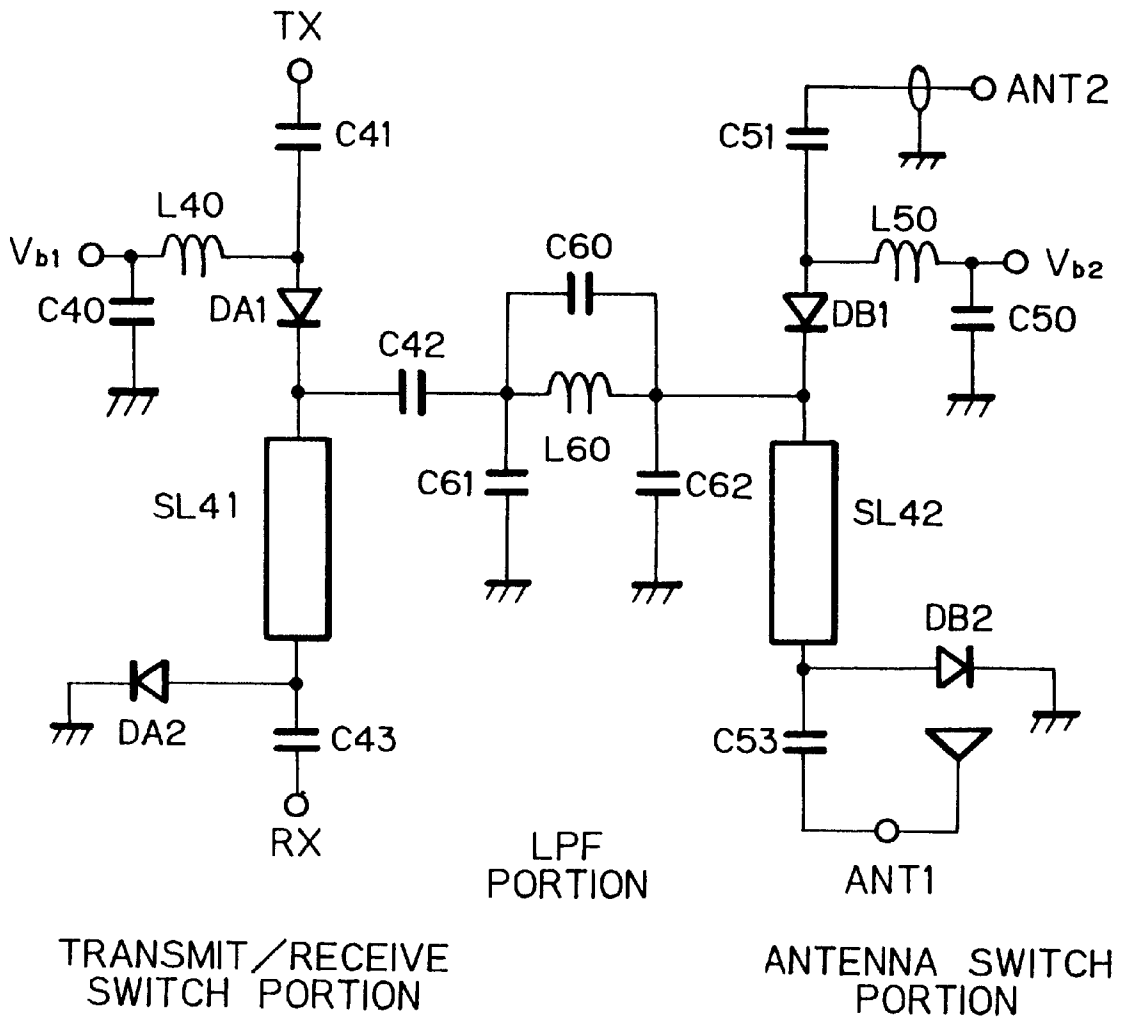 TX
C41
ANT2
C51
L40
L50
Vb1
C60
Vb2
C40
DA1
DB1
C50
C42
L60
C61
C62
SL41
SL42
DB2
DA2
C43
C53
RX
LPF
PORTION
ANT1
TRANSMIT/RECEIVE
SWITCH PORTION
ANTENNA SWITCH
PORTION